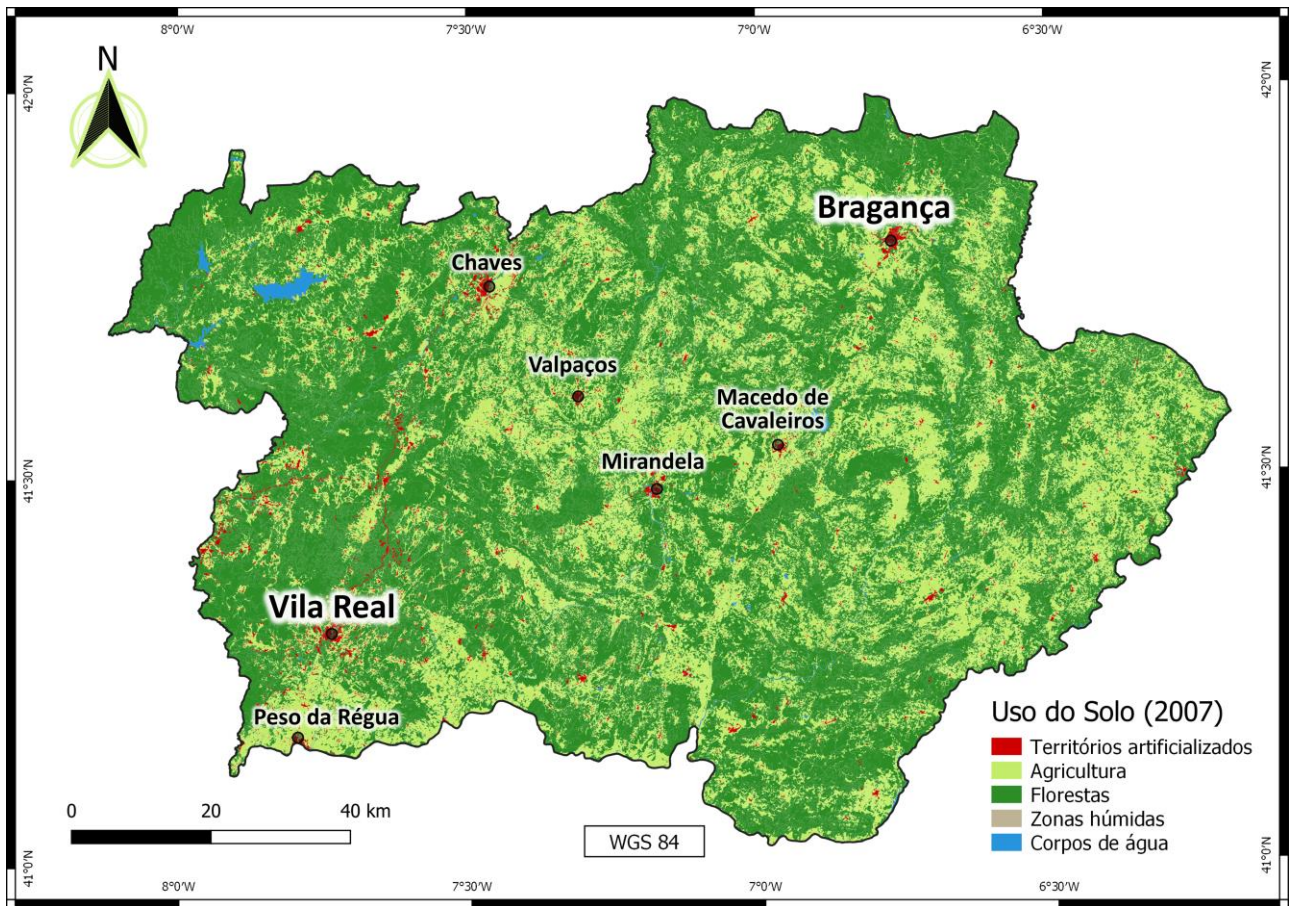 8°0'W
7°30'W
7°0'W
6°30'W
N
42°0'N
42°0'N
Bragança
Chaves
Valpaços
Macedo de
Cavaleiros
Mirandela
41°30'N
41°30'N
Vila Real
Peso da Régua
Uso do Solo (2007)
Territórios artificializados
Agricultura
Florestas
Zonas húmidas
Corpos de água
0
20
40 km
WGS 84
41°0'N
41°0'N
8°0'W
7°30'W
7°0'W
6°30'W